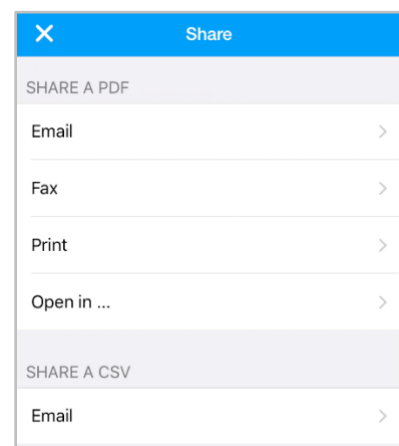 Share
SHARE A PDF
Email
Fax
Print
Open in ...
SHARE A CSV
Email